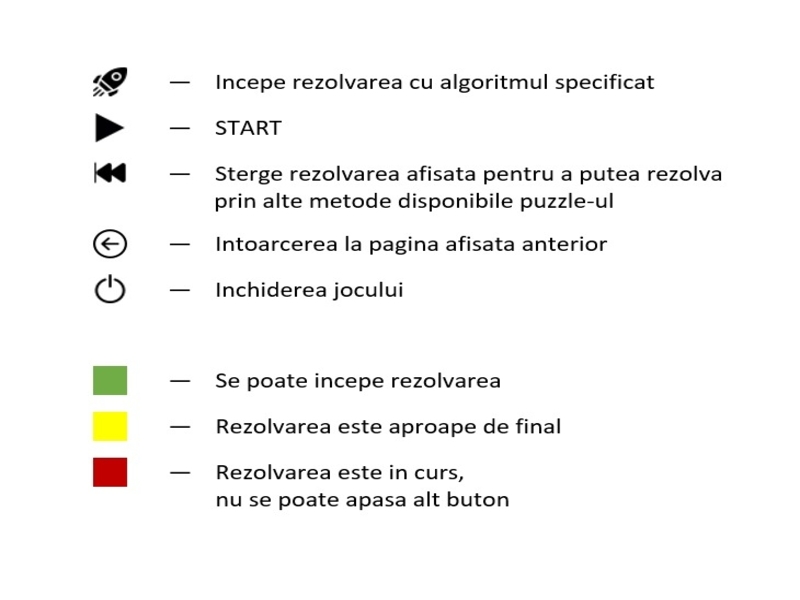 — Incepe rezolvarea cu algoritmul specificat
— START
— Sterge rezolvarea afisata pentru a putea rezolva
prin alte metode disponibile puzzle-ul
— Intoarcerea la pagina afisata anterior
— Inchiderea jocului
— Se poate incepe rezolvarea
— Rezolvarea este aproape de final
— Rezolvarea este in curs,
nu se poate apasa alt buton